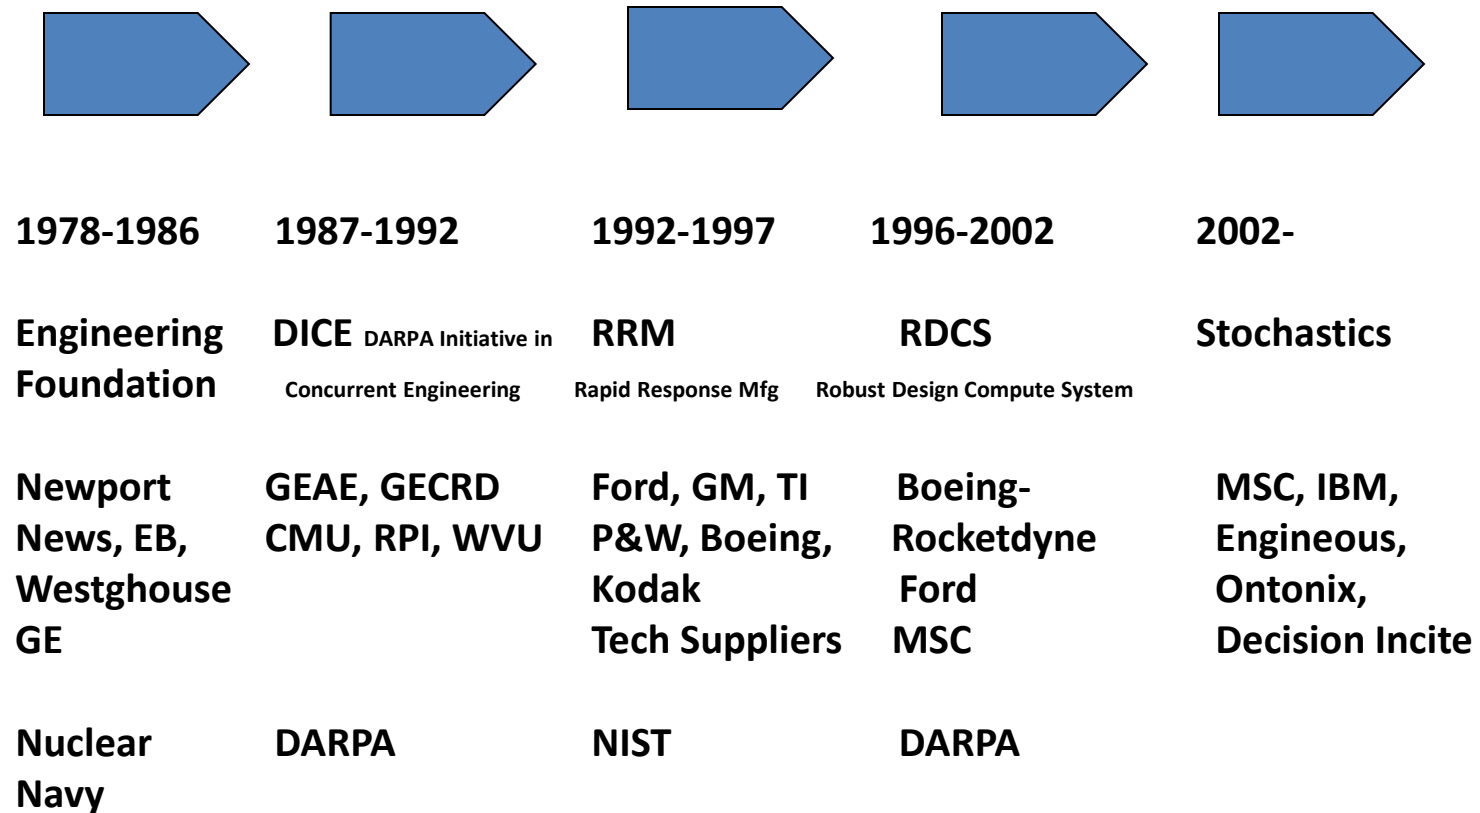 1978-1986 1987-1992 1992-1997 1996-2002 2002-
Engineering DICE DARPA Initiative in RRM RDCS Stochastics
Foundation Concurrent Engineering Rapid Response Mfg Robust Design Compute System
Newport GEAE, GECRD Ford, GM, TI Boeing- MSC, IBM,
News, EB, CMU, RPI, WVU P&W, Boeing, Rocketdyne Engineous,
Westghouse Kodak Ford Ontonix,
GE Tech Suppliers MSC Decision Incite
Nuclear DARPA NIST DARPA
Navy